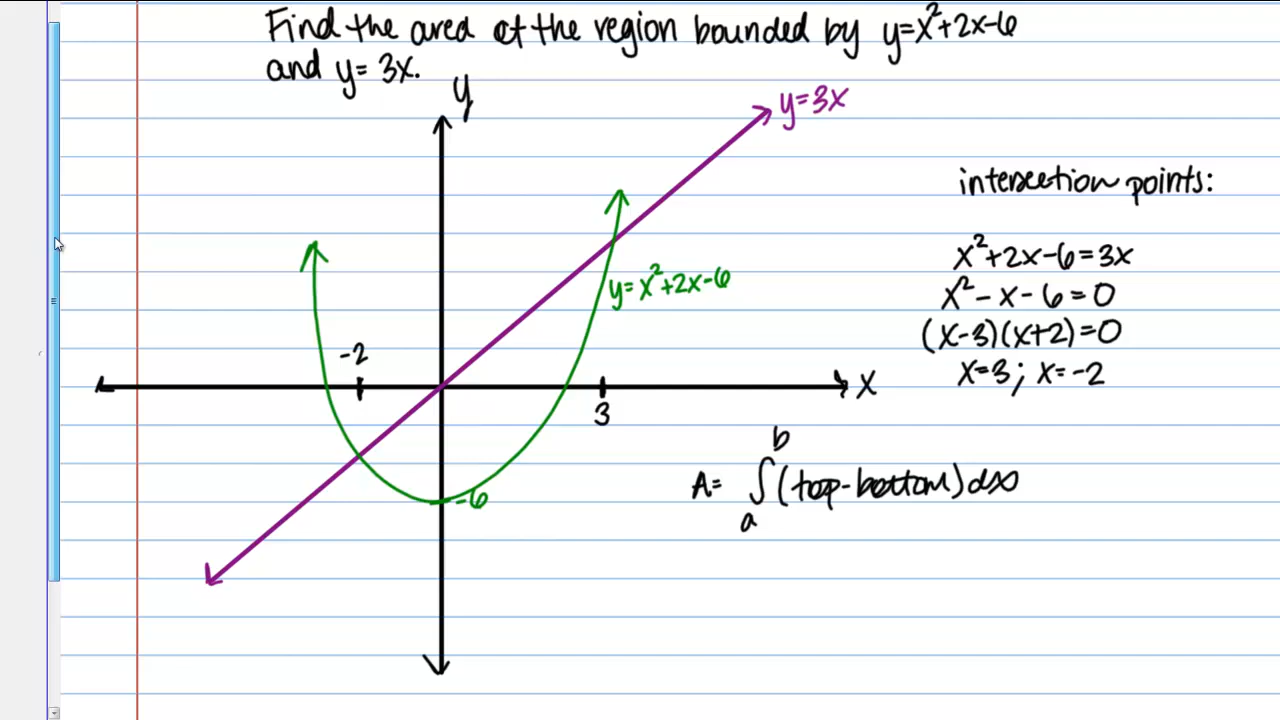 Find the area of the region bounded by y=x²+2x-6
and y= 3x.
y
y=3x
intersection points:
x²+2x-6=3x
y=x²+2x-6
x²-x-6=0
(x-3)(x+2)=0
-2
x=3; x=-2
x
3
b
A= ∫(top-bottom)dx
a
-6